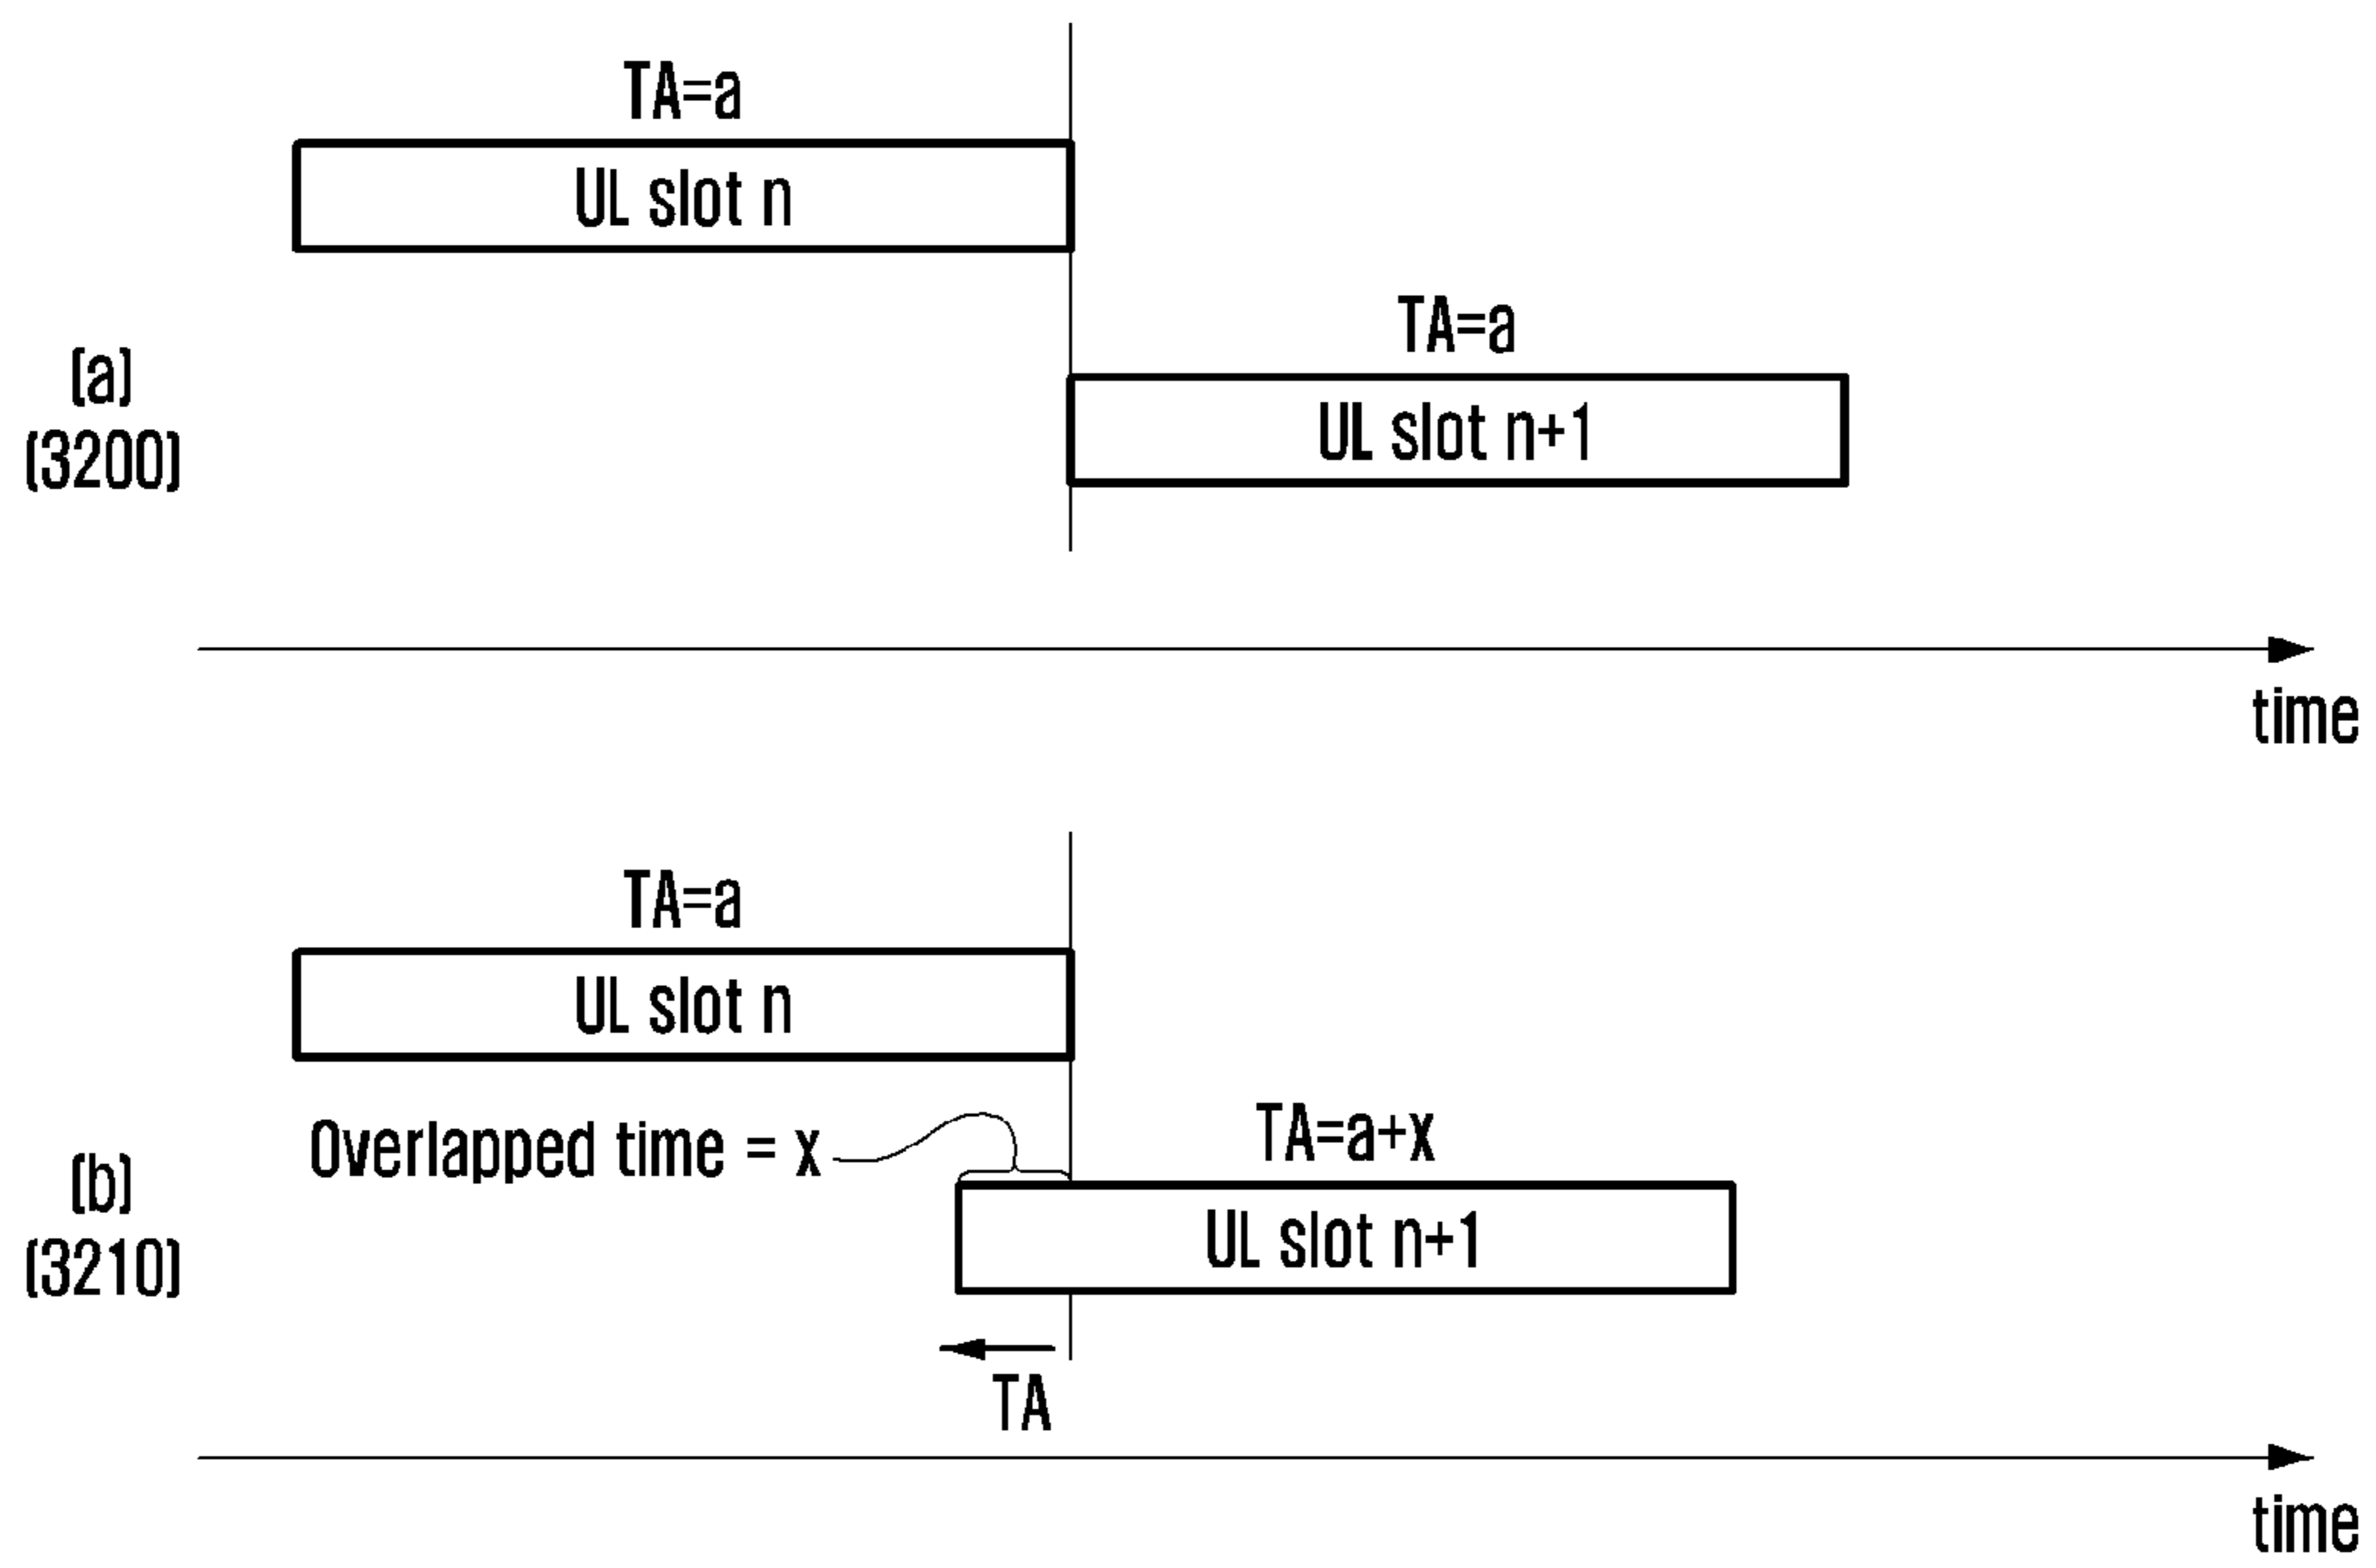 TA=a
UL slot n
TA=a
(a)
(3200)
UL slot n+1
time
TA=a
UL slot n
Overlapped time = x
TA=a+x
(b)
(3210)
UL slot n+1
TA
time